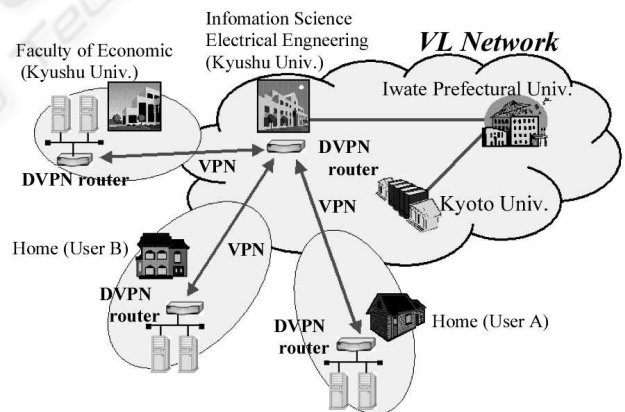 Infomation Science
Electrical Engneering
(Kyushu Univ.)
VL Network
Faculty of Economic
(Kyushu Univ.)
Iwate Prefectural Univ.
DVPN router
VPN
DVPN
router
VPN
Kyoto Univ.
Home (User B)
VPN
DVPN
router
DVPN
router
Home (User A)